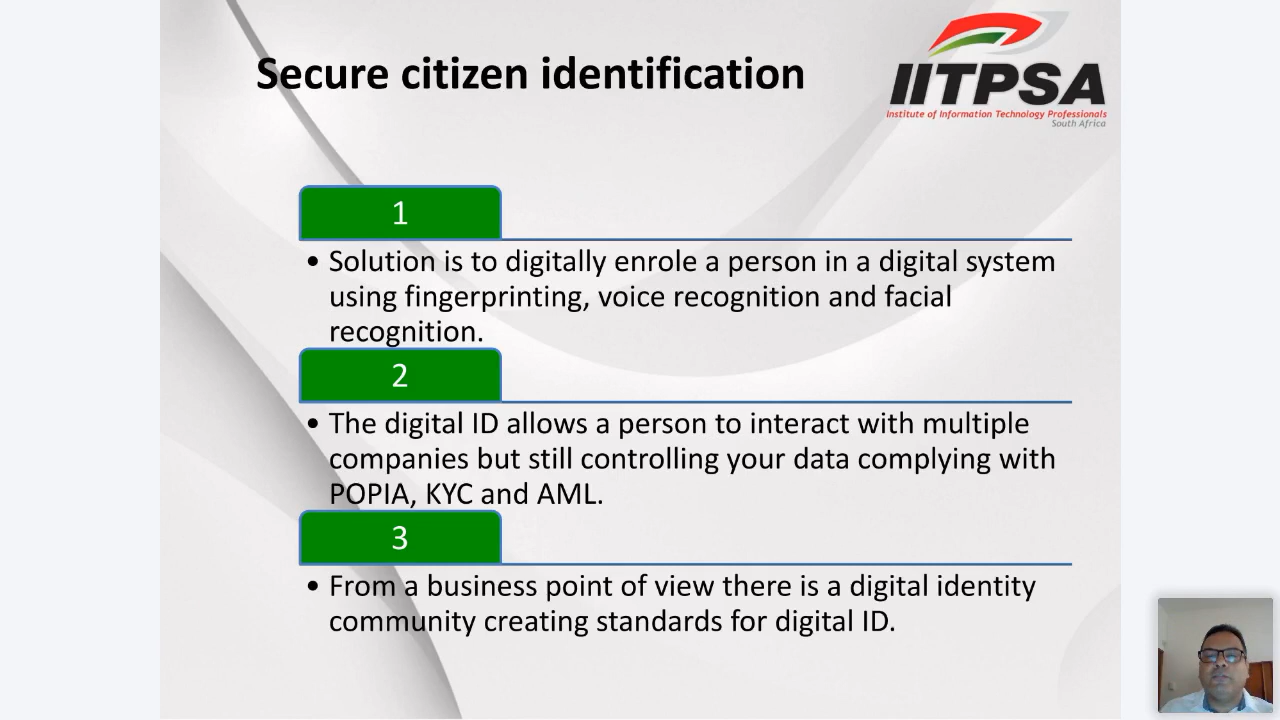 Secure citizen identification
IITPSA
Institute of Information Technology Professionals
South Africa
1
• Solution is to digitally enrole a person in a digital system
using fingerprinting, voice recognition and facial
recognition.
2
• The digital ID allows a person to interact with multiple
companies but still controlling your data complying with
POPIA, KYC and AML.
3
• From a business point of view there is a digital identity
community creating standards for digital ID.